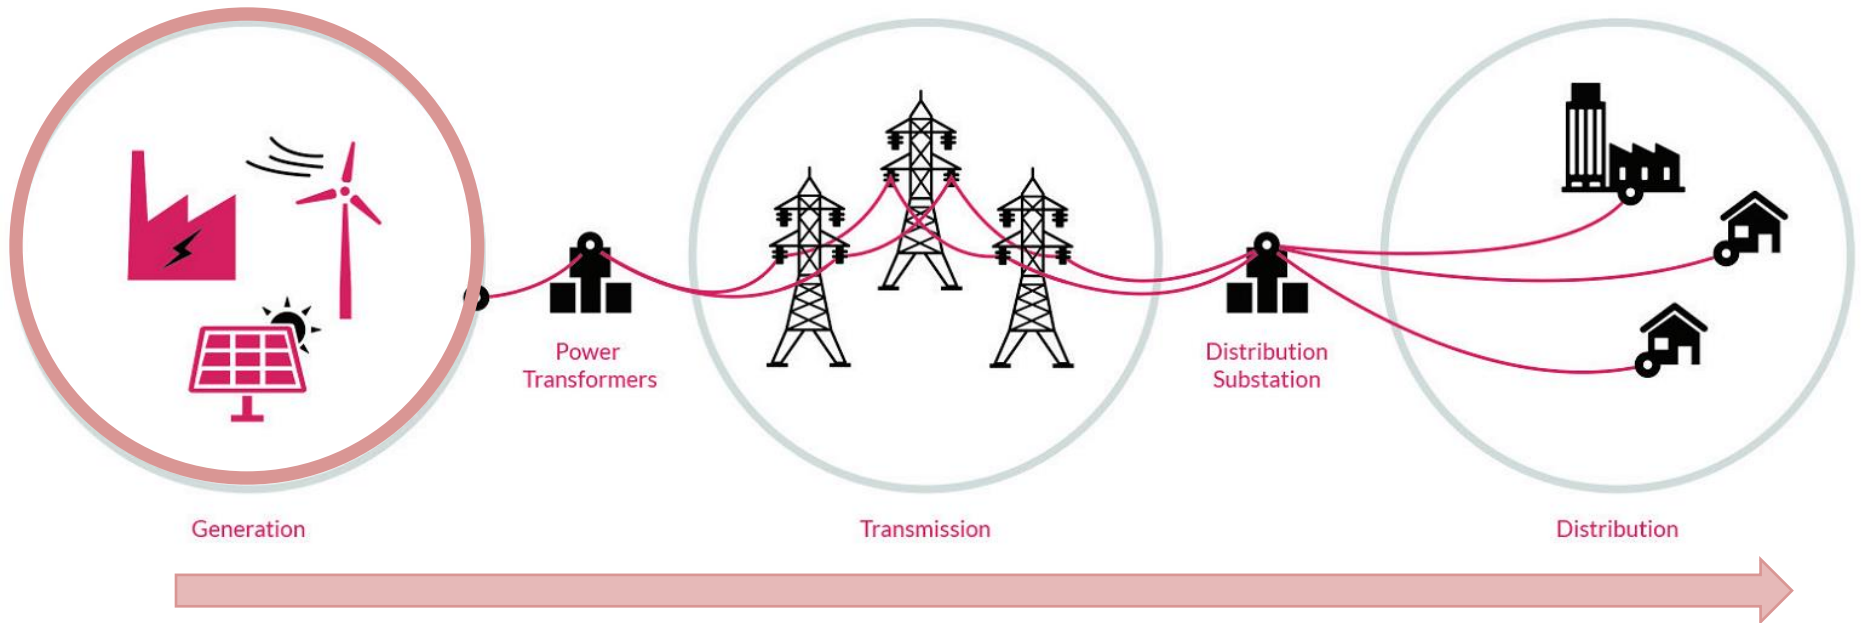 Power
Transformers
Distribution
Substation
Generation
Transmission
Distribution